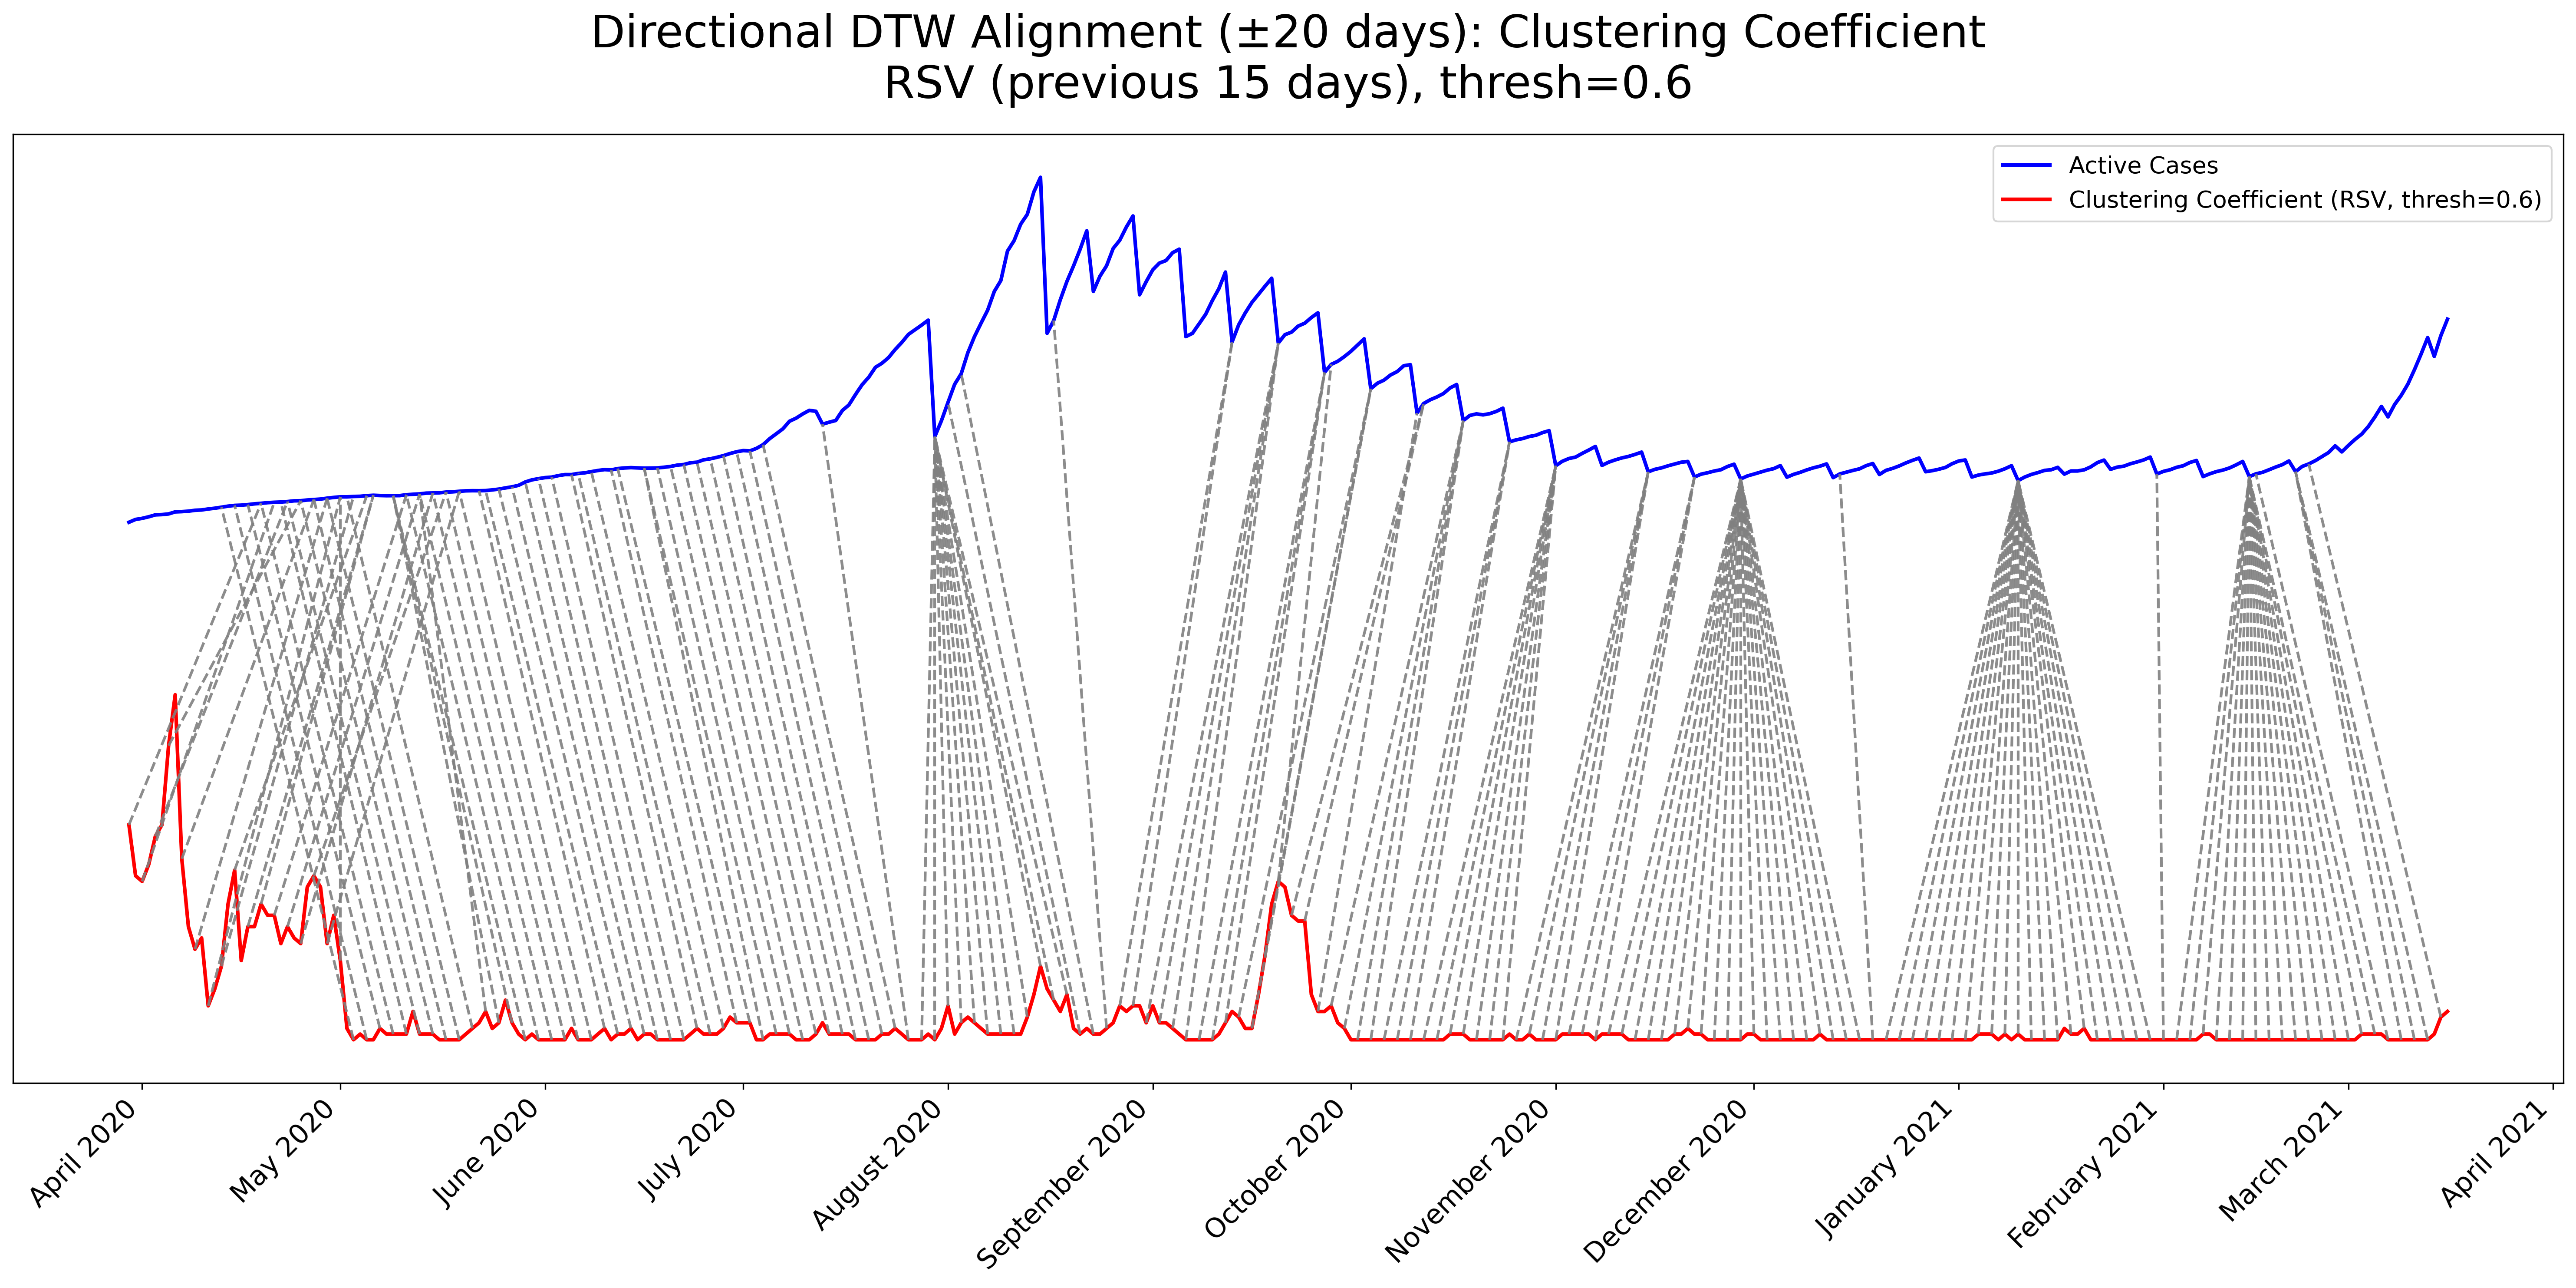 Directional DTW Alignment (±20 days): Clustering Coefficient
RSV (previous 15 days), thresh=0.6
Active Cases
Clustering Coefficient (RSV, thresh=0.6)
April 2020
May 2020
June 2020
July 2020
August 2020
September 2020
October 2020
November 2020
December 2020
January 2021
February 2021
March 2021
April 2021